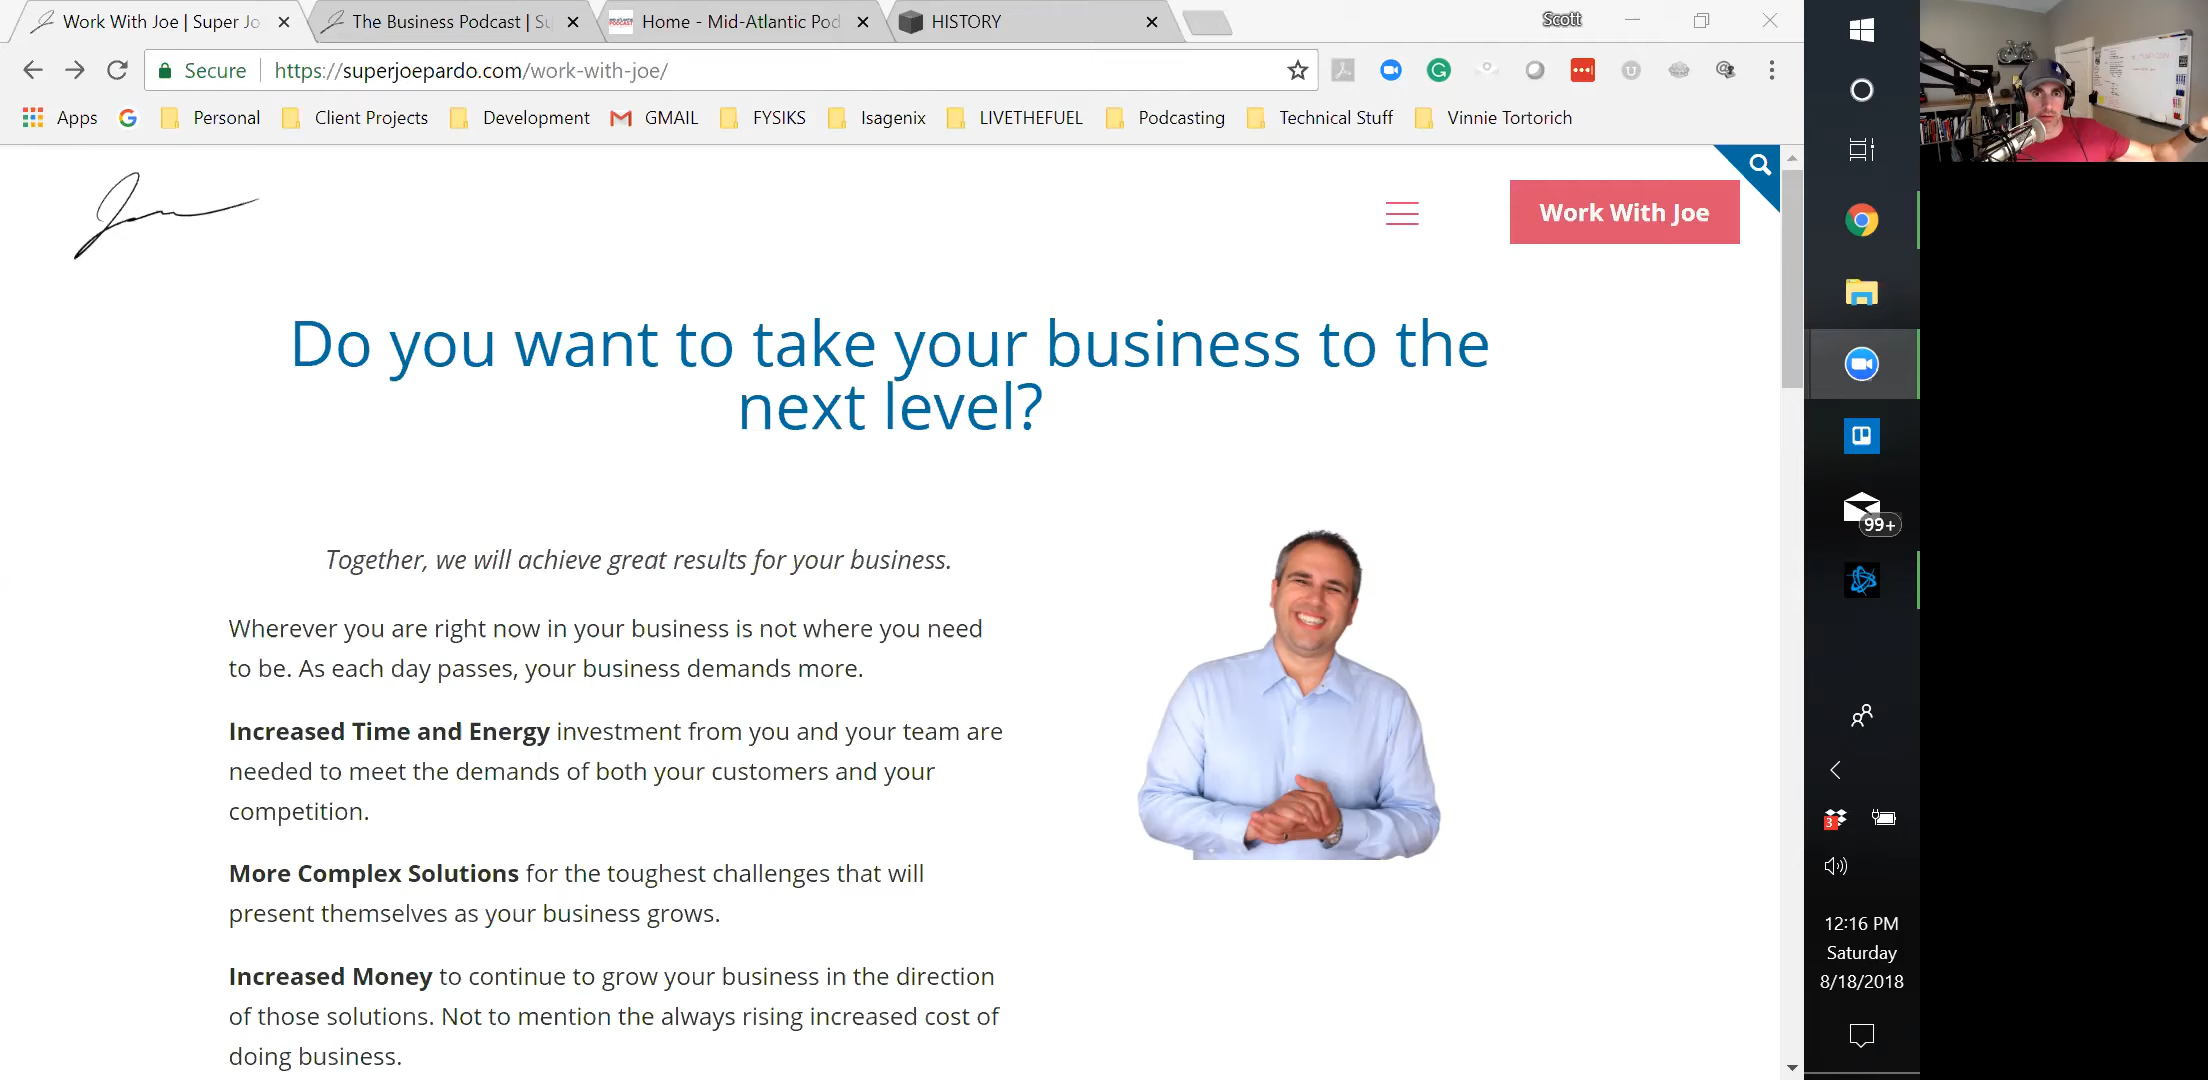 Work With Joe | Super Jo
The Business Podcast | Su
Home - Mid-Atlantic Pod
HISTORY
Scott
Secure
https://superjoepardo.com/work-with-joe/
Apps
Personal
Client Projects
Development
GMAIL
FYSIKS
Isagenix
LIVETHEFUEL
Podcasting
Technical Stuff
Vinnie Tortorich
Work With Joe
Do you want to take your business to the
next level?
Together, we will achieve great results for your business.
Wherever you are right now in your business is not where you need
to be. As each day passes, your business demands more.
Increased Time and Energy investment from you and your team are
needed to meet the demands of both your customers and your
competition.
More Complex Solutions for the toughest challenges that will
present themselves as your business grows.
Increased Money to continue to grow your business in the direction
of those solutions. Not to mention the always rising increased cost of
doing business.
99+
3
12:16 PM
Saturday
8/18/2018